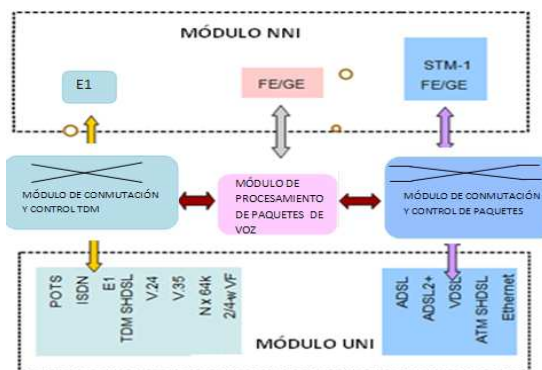 MÓDULO NNI
E1
FE/GE
STM-1
FE/GE
MÓDULO DE CONMUTACIÓN
Y CONTROL TDM
MÓDULO DE
PROCESAMIENTO
DE PAQUETES DE
VOZ
MÓDULO DE CONMUTACIÓN
Y CONTROL DE PAQUETES
POTS
ISDN
E1
TDM SHDSL
V.24
V.35
N x 64k
2/4w VF
MÓDULO UNI
ADSL
ADSL2+
VDSL
ATM SHDSL
Ethernet